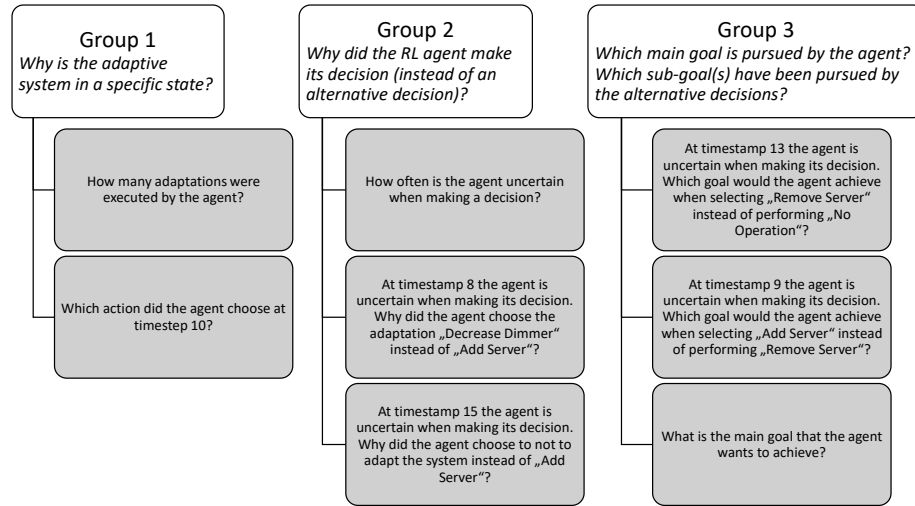 Group 1
Why is the adaptive
system in a specific state?
How many adaptations were
executed by the agent?
Which action did the agent choose at
timestep 10?
Group 2
Why did the RL agent make
its decision (instead of an
alternative decision)?
How often is the agent uncertain
when making a decision?
At timestamp 8 the agent is
uncertain when making its decision.
Why did the agent choose the
adaptation „Decrease Dimmer“
instead of „Add Server“?
At timestamp 15 the agent is
uncertain when making its decision.
Why did the agent choose to not to
adapt the system instead of „Add
Server“?
Group 3
Which main goal is pursued by the agent?
Which sub-goal(s) have been pursued by
the alternative decisions?
At timestamp 13 the agent is
uncertain when making its decision.
Which goal would the agent achieve
when selecting „Remove Server“
instead of performing „No
Operation“?
At timestamp 9 the agent is
uncertain when making its decision.
Which goal would the agent achieve
when selecting „Add Server“ instead
of performing „Remove Server“?
What is the main goal that the agent
wants to achieve?